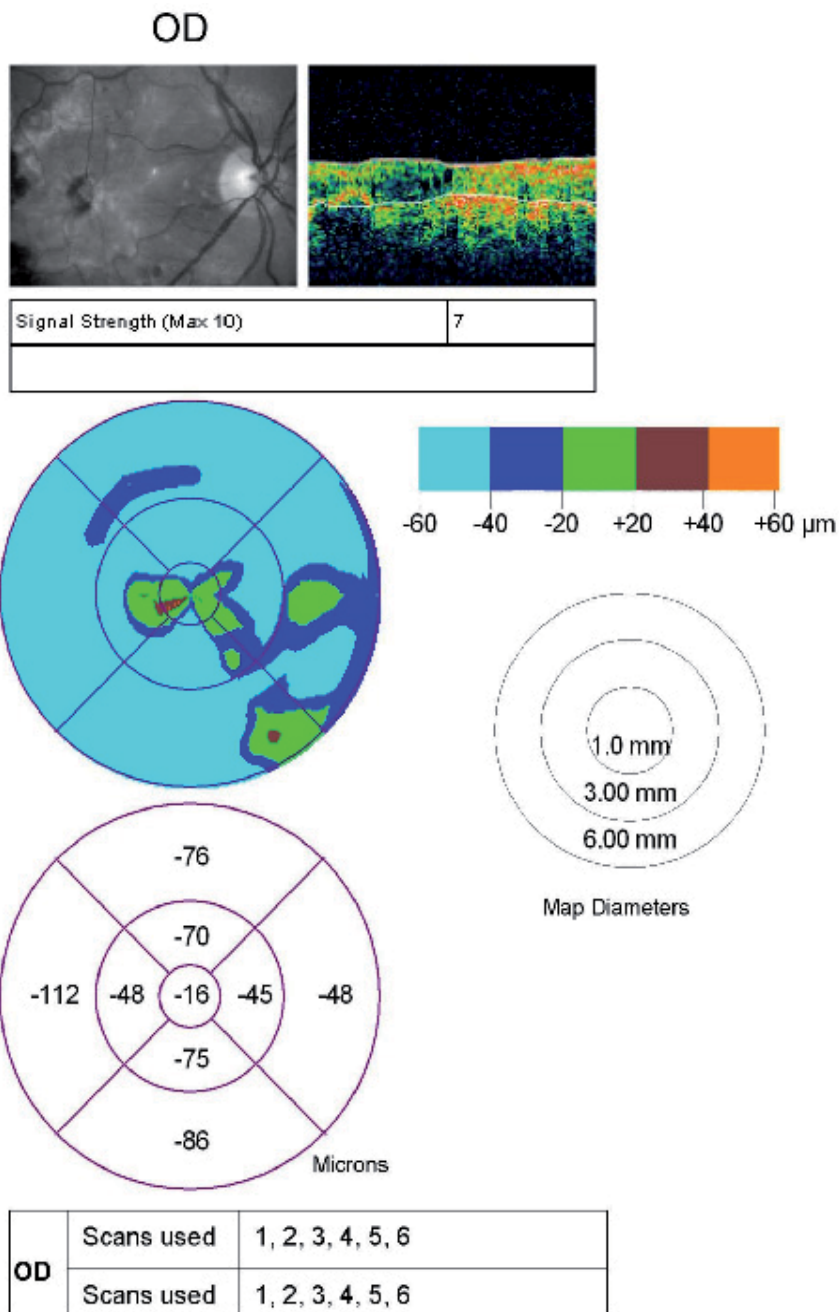 OD
Signal Strength (Max 10) 7
-60 -40 -20 +20 +40 +60 µm
1.0 mm
3.00 mm
6.00 mm
Map Diameters
-76
-70
-112 -48 -16 -45 -48
-75
-86
Microns
OD
Scans used 1, 2, 3, 4, 5, 6
Scans used 1, 2, 3, 4, 5, 6